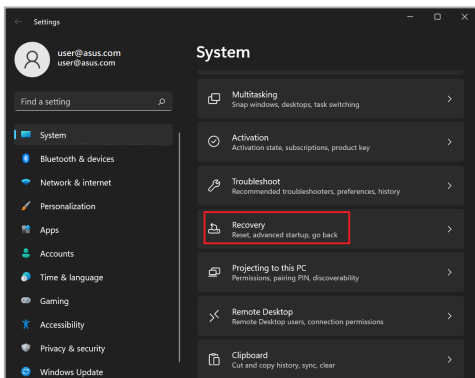 Settings
user@asus.com
user@asus.com
Find a setting
System
Bluetooth & devices
Network & internet
Personalization
Apps
Accounts
Time & language
Gaming
Accessibility
Privacy & security
Windows Update
System
Multitasking
Snap windows, desktops, task switching
Activation
Activation state, subscriptions, product key
Troubleshoot
Recommended troubleshooters, preferences, history
Recovery
Reset, advanced startup, go back
Projecting to this PC
Permissions, pairing PIN, discoverability
Remote Desktop
Remote Desktop users, connection permissions
Clipboard
Cut and copy history, sync, clear